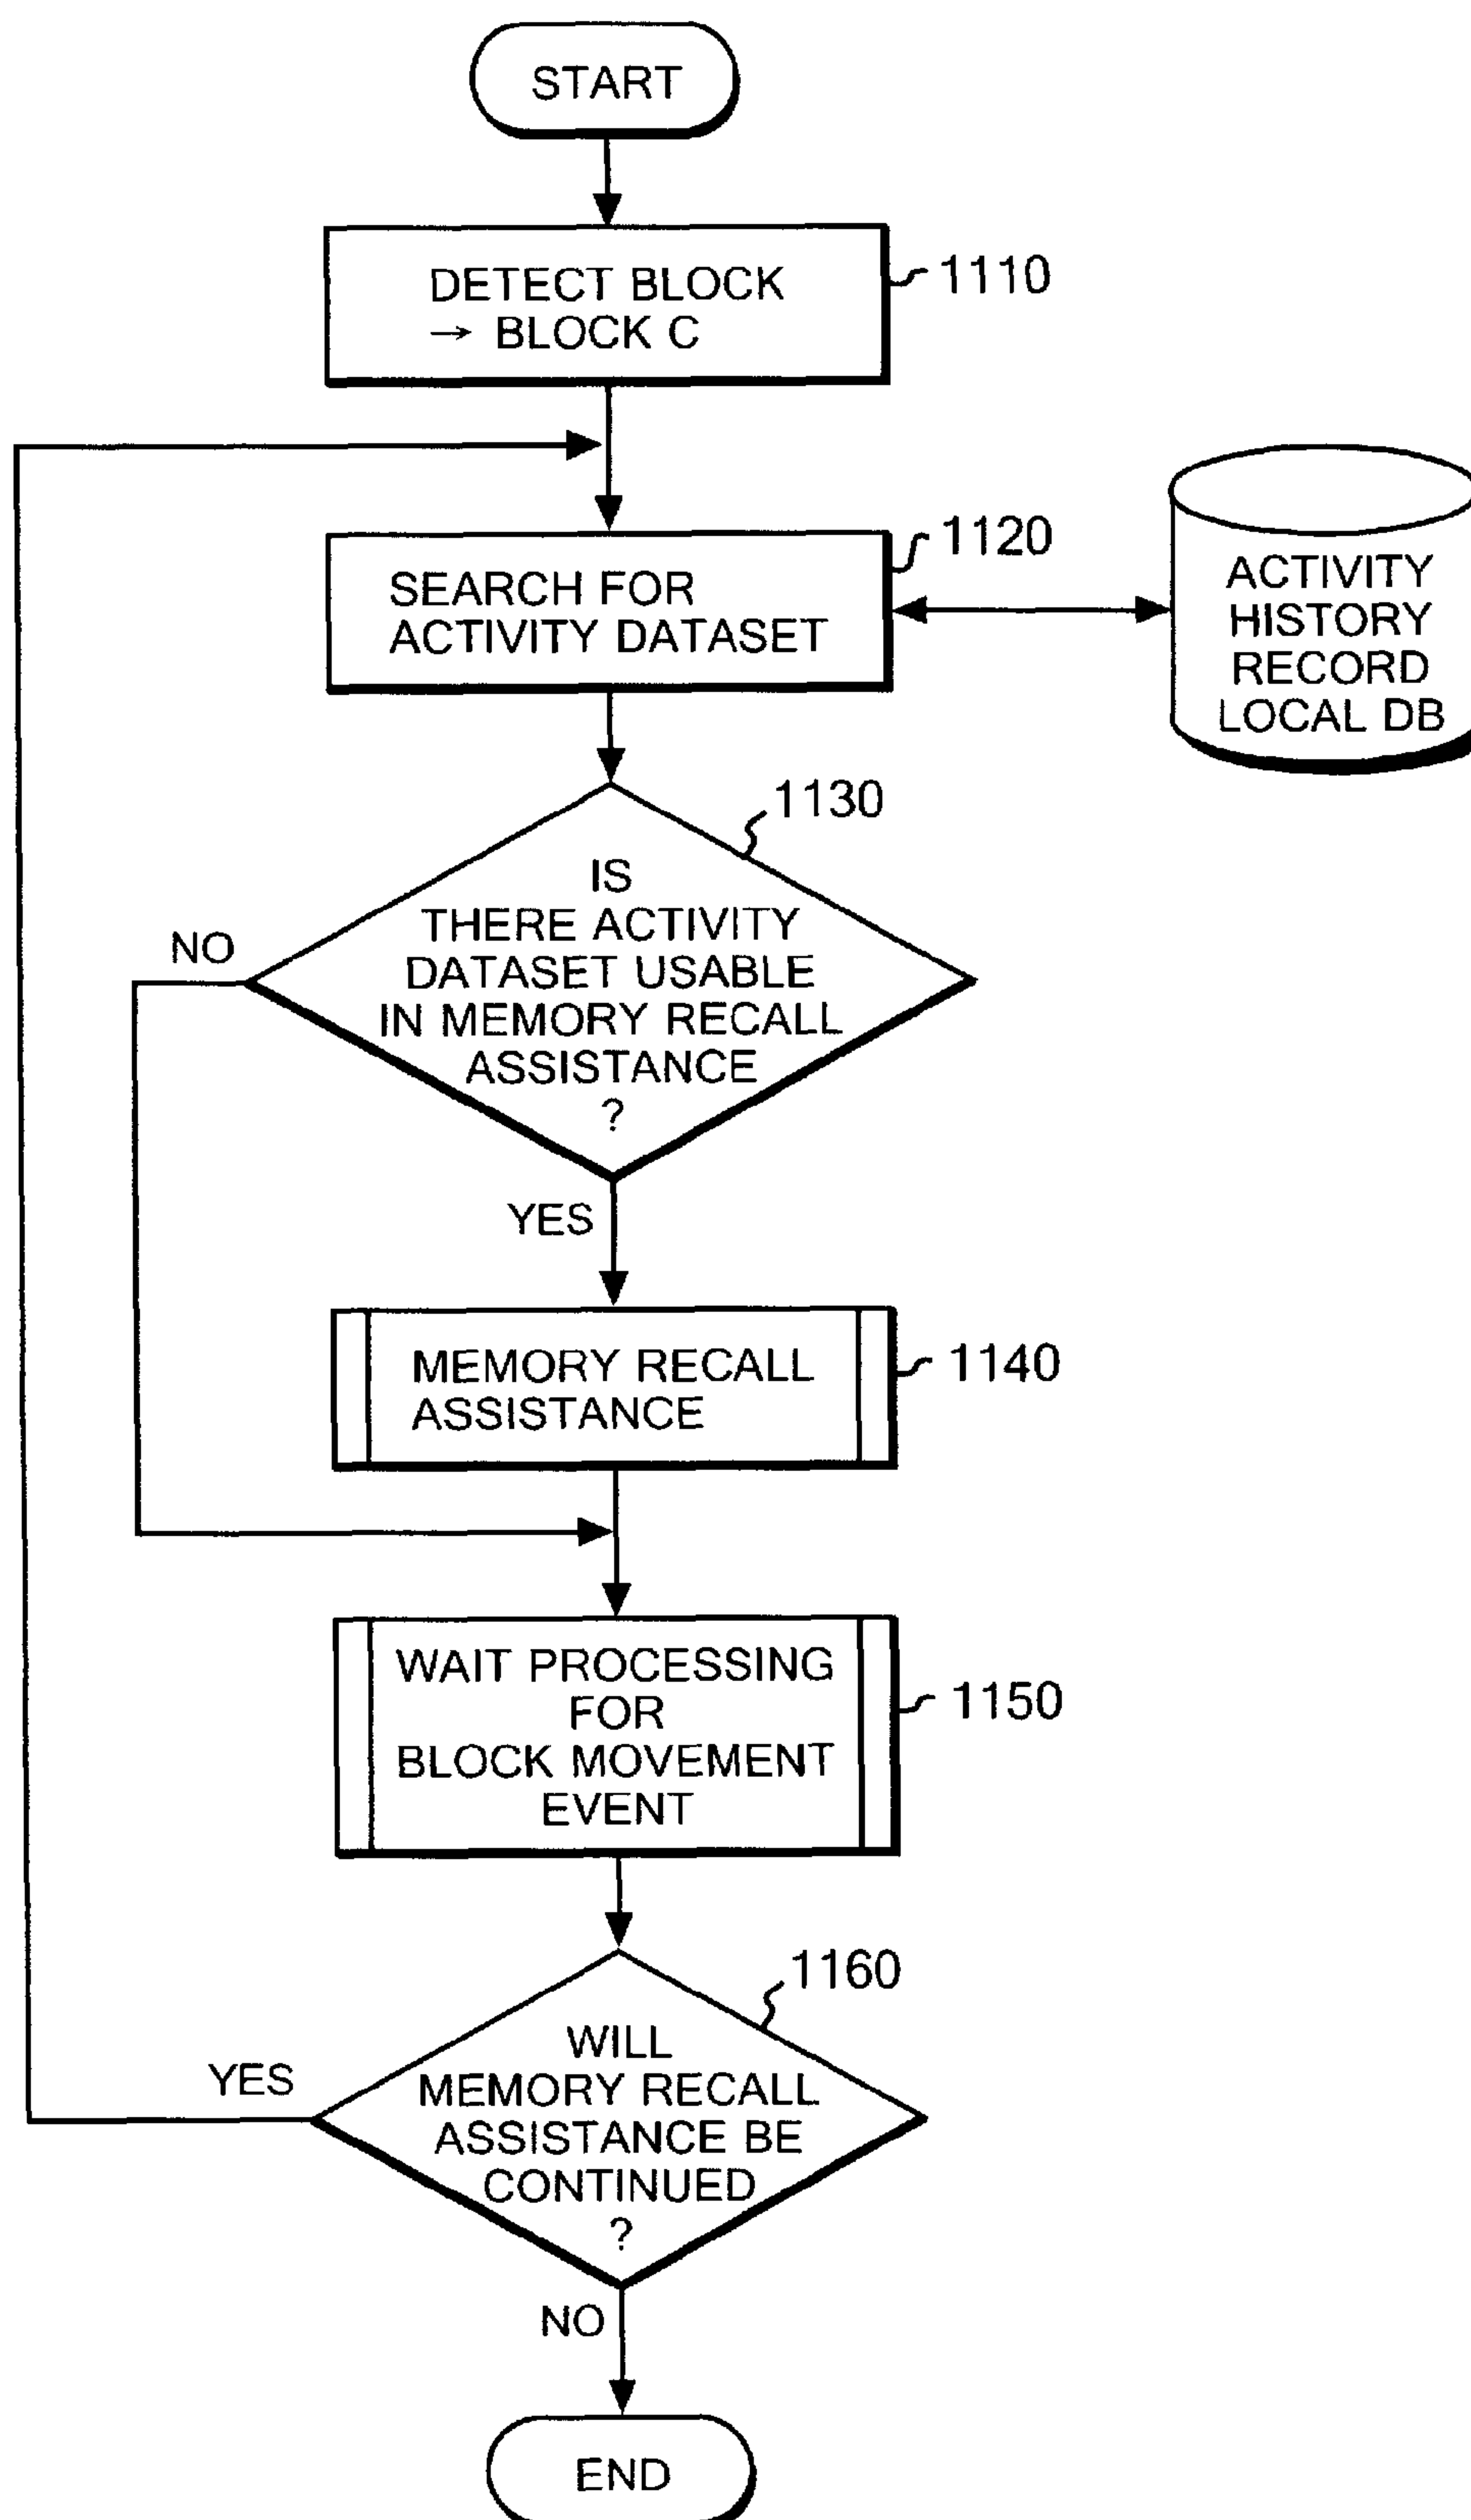 START
DETECT BLOCK
→ BLOCK C
1110
SEARCH FOR
ACTIVITY DATASET
1120
ACTIVITY
HISTORY
RECORD
LOCAL DB
1130
IS
THERE ACTIVITY
DATASET USABLE
IN MEMORY RECALL
ASSISTANCE
?
NO
YES
MEMORY RECALL
ASSISTANCE
1140
WAIT PROCESSING
FOR
BLOCK MOVEMENT
EVENT
1150
1160
WILL
MEMORY RECALL
ASSISTANCE BE
CONTINUED
?
YES
NO
END